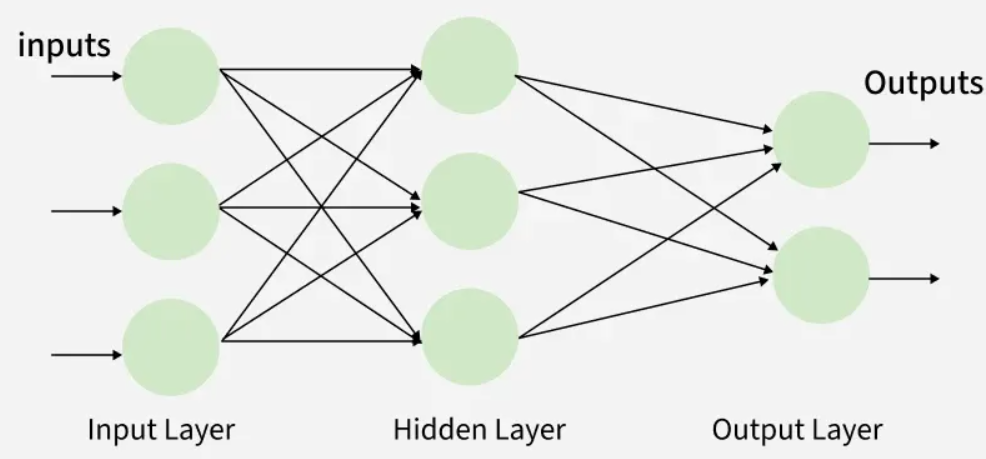 inputs
Outputs
Input Layer
Hidden Layer
Output Layer